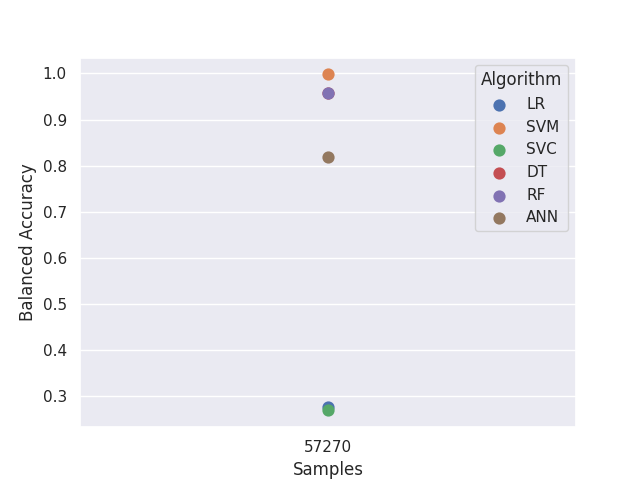 1.0
0.9
0.8
0.7
0.6
0.5
0.4
0.3
Balanced Accuracy
57270
Samples
Algorithm
LR
SVM
SVC
DT
RF
ANN